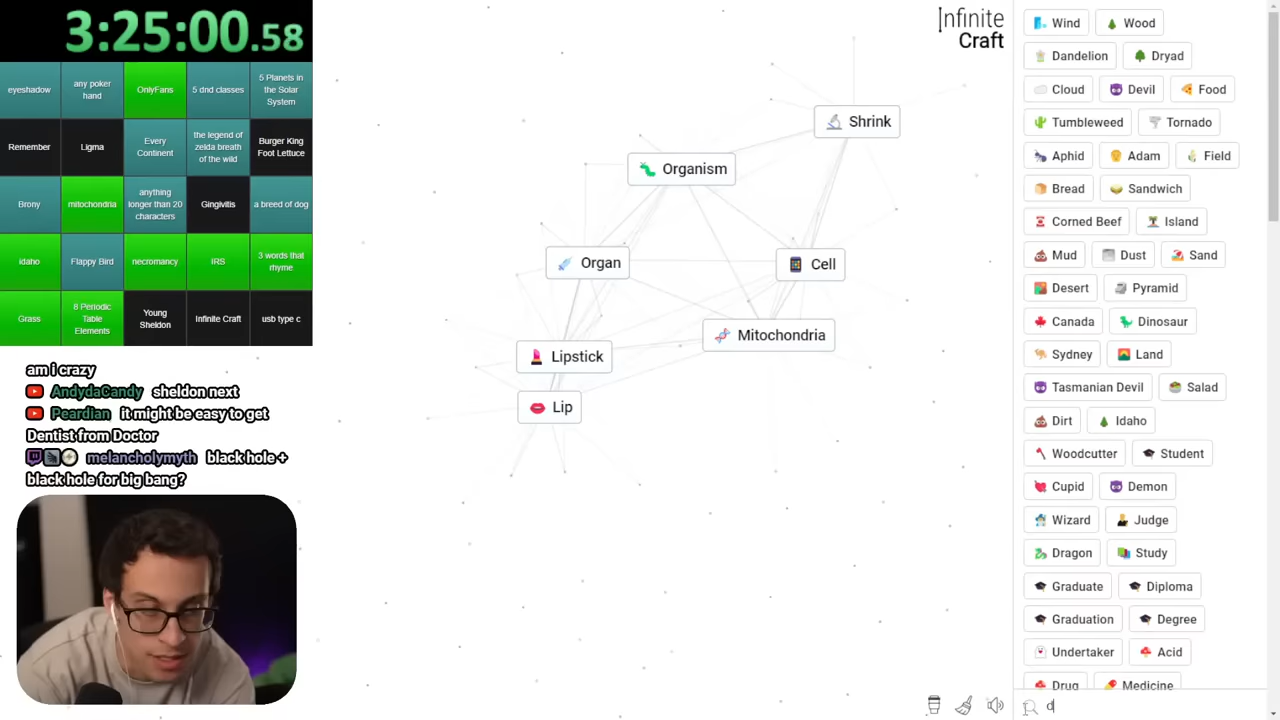 3:25:00.58
eyeshadow
any poker
hand
OnlyFans
5 dnd classes
5 Planets in
the Solar
System
Remember
Ligma
Every
Continent
the legend of
zelda breath
of the wild
Burger King
Foot Lettuce
Brony
mitochondria
anything
longer than 20
characters
Gingivitis
a breed of dog
idaho
Flappy Bird
necromancy
IRS
3 words that
rhyme
Grass
8 Periodic
Table
Elements
Young
Sheldon
Infinite Craft
usb type c
am i crazy
AndydaCandy sheldon next
Peardian it might be easy to get
Dentist from Doctor
melancholymyth black hole +
black hole for big bang?
Infinite
Craft
Shrink
Organism
Organ
Cell
Mitochondria
Lipstick
Lip
Wind Wood
Dandelion Dryad
Cloud Devil Food
Tumbleweed Tornado
Aphid Adam Field
Bread Sandwich
Corned Beef Island
Mud Dust Sand
Desert Pyramid
Canada Dinosaur
Sydney Land
Tasmanian Devil Salad
Dirt Idaho
Woodcutter Student
Cupid Demon
Wizard Judge
Dragon Study
Graduate Diploma
Graduation Degree
Undertaker Acid
Drug Medicine
d